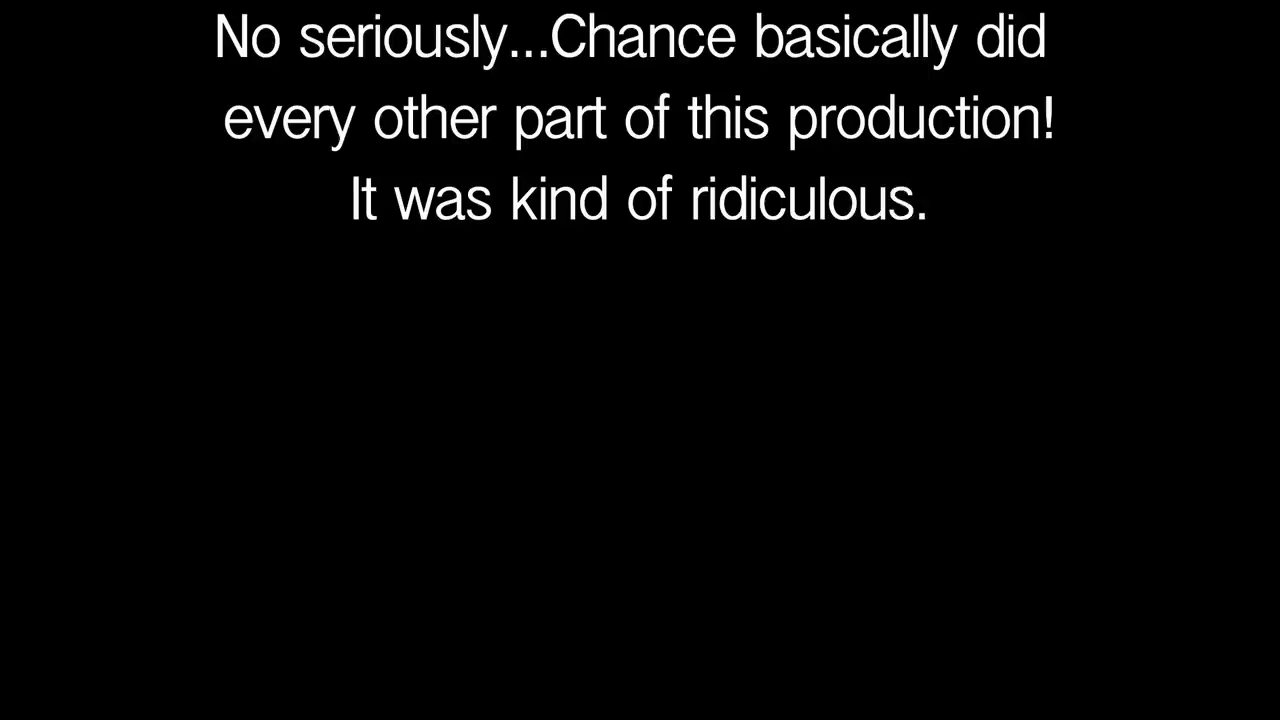 No seriously...Chance basically did
every other part of this production!
It was kind of ridiculous.